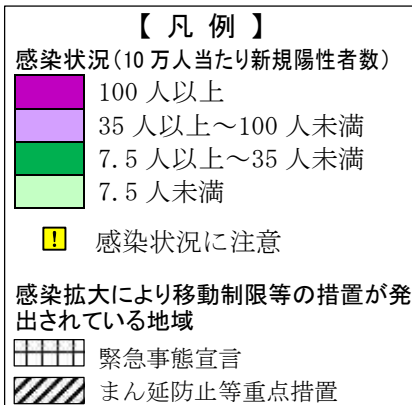 【 凡 例 】
感染状況(10 万人当たり新規陽性者数)
100 人以上
35 人以上～100 人未満
7.5 人以上～35 人未満
7.5 人未満
! 感染状況に注意
感染拡大により移動制限等の措置が発
出されている地域
緊急事態宣言
まん延防止等重点措置